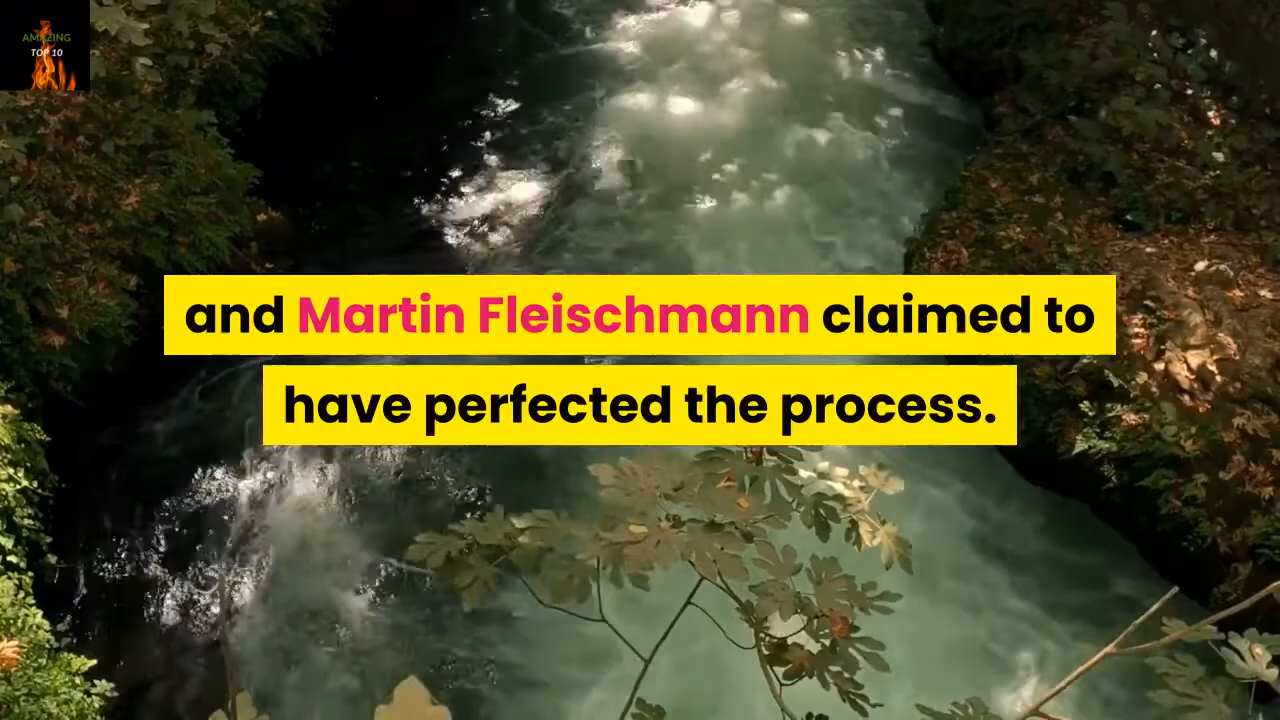 AMAZING
TOP 10
and Martin Fleischmann claimed to
have perfected the process.